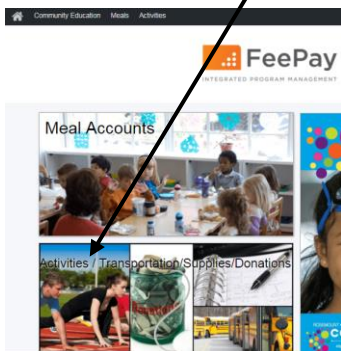 Community Education Meals Activities
FeePay
INTEGRATED PROGRAM MANAGEMENT
Meal Accounts
Activities / Transportation/Supplies/Donations